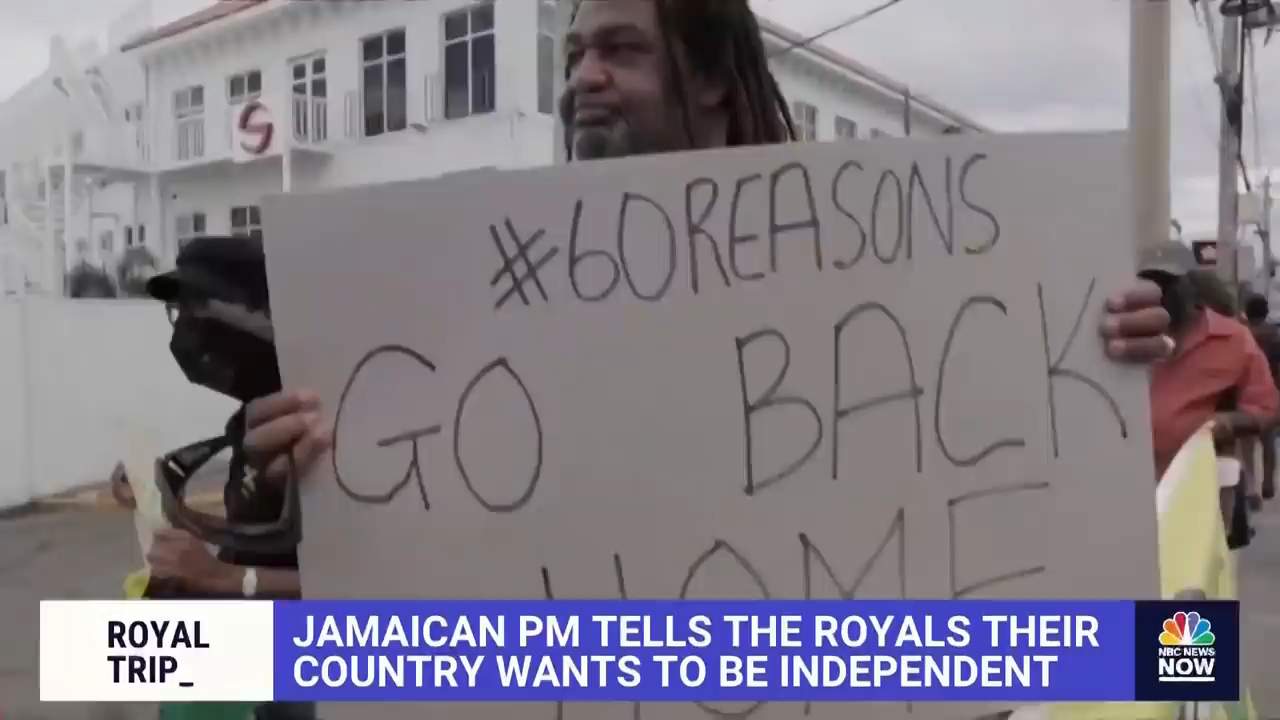 #60REASONS
GO BACK
HOME
ROYAL
TRIP_
JAMAICAN PM TELLS THE ROYALS THEIR
COUNTRY WANTS TO BE INDEPENDENT
NBC NEWS
NOW